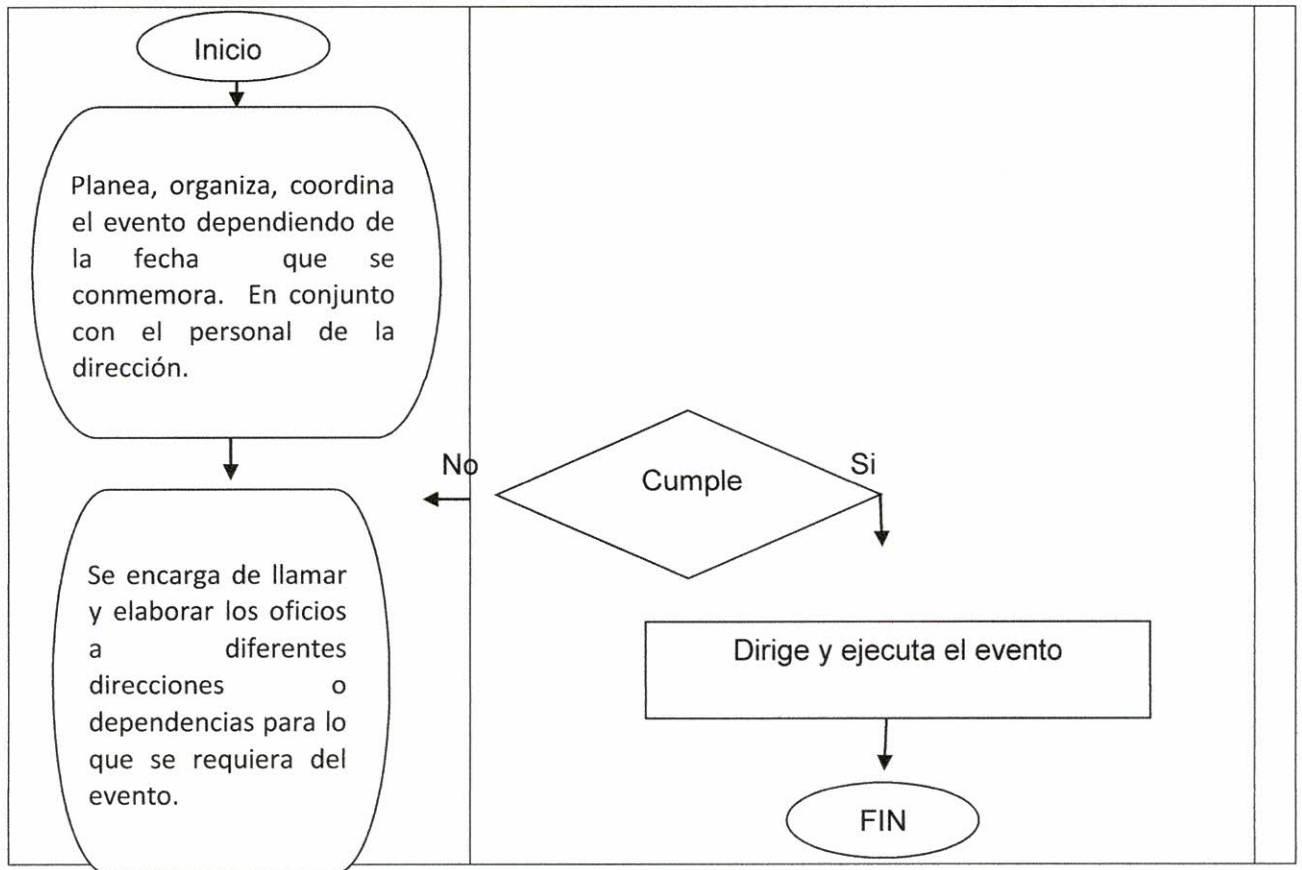 Inicio
Planea, organiza, coordina
el evento dependiendo de
la fecha que se
conmemora. En conjunto
con el personal de la
dirección.
No
Cumple
Si
Se encarga de llamar
y elaborar los oficios
a diferentes
direcciones o
dependencias para lo
que se requiera del
evento.
Dirige y ejecuta el evento
FIN